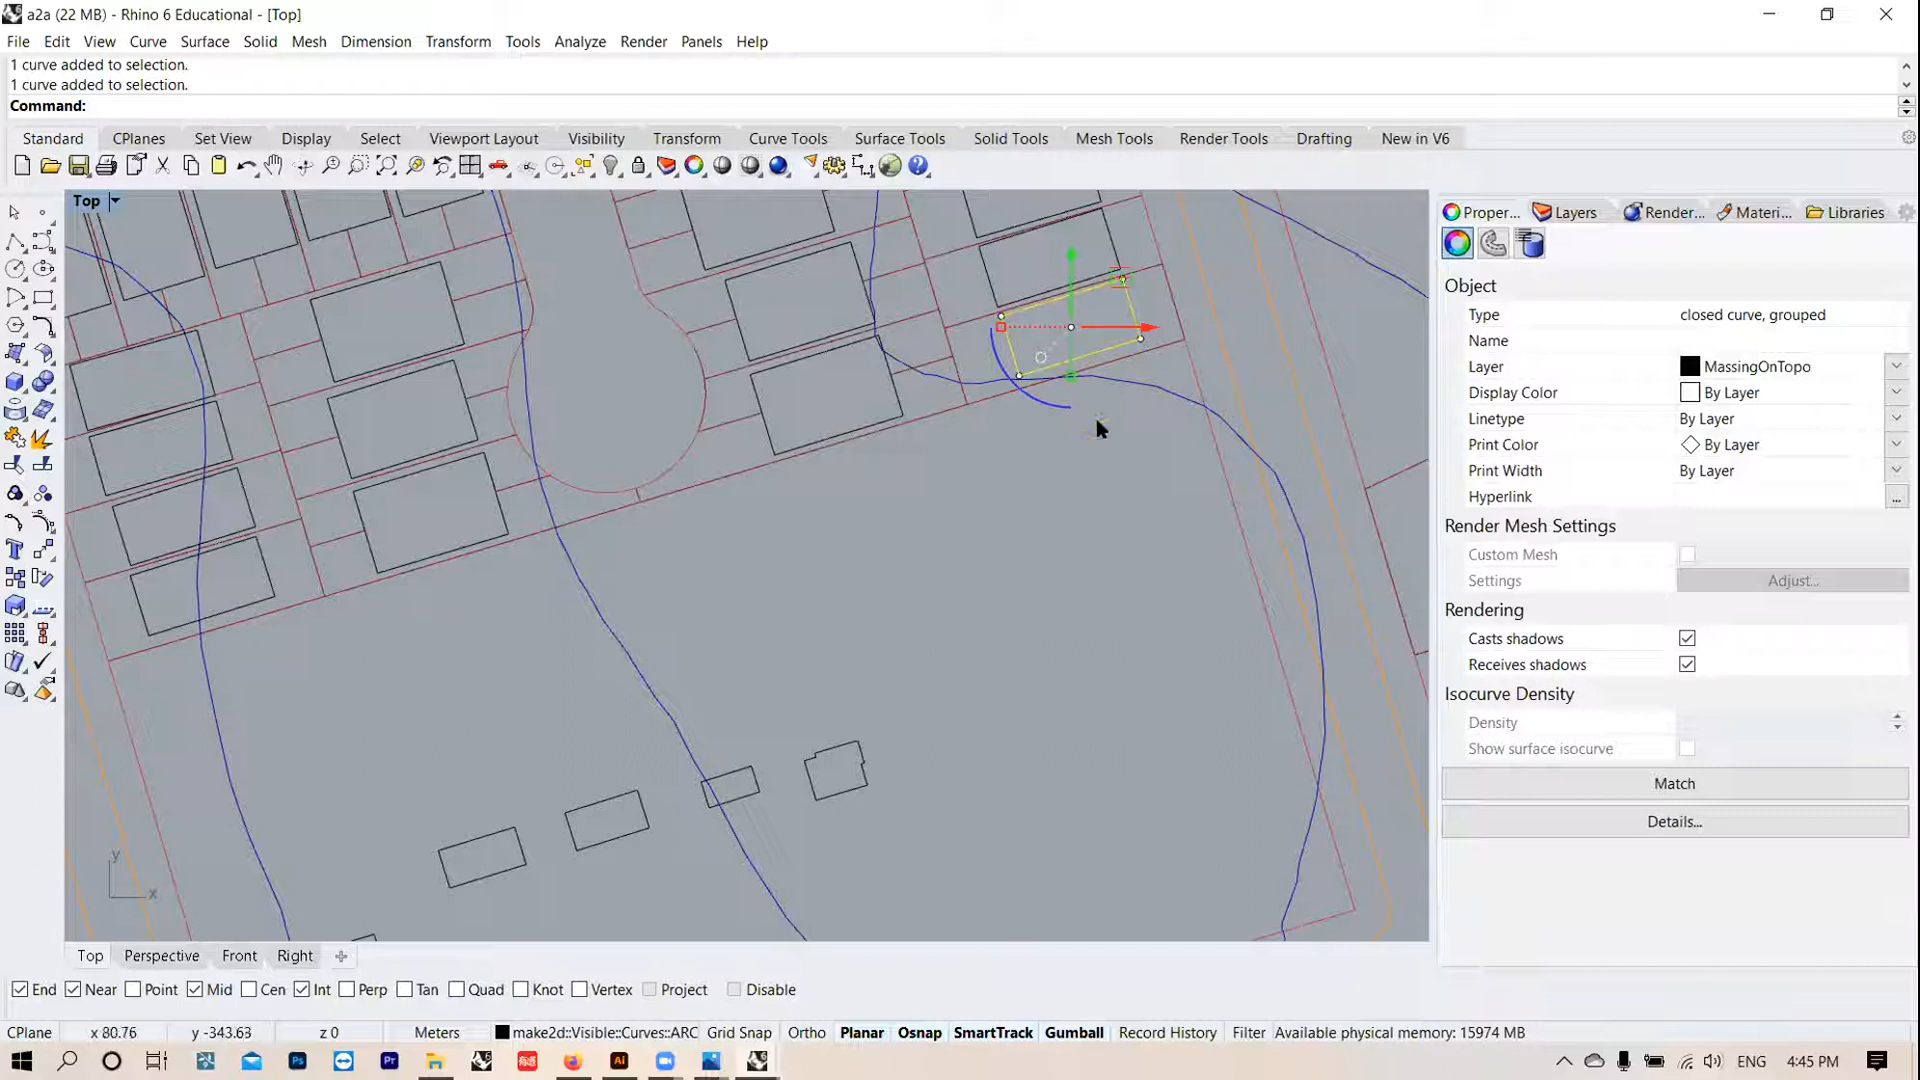 a2a (22 MB) - Rhino 6 Educational - [Top]
File Edit View Curve Surface Solid Mesh Dimension Transform Tools Analyze Render Panels Help
1 curve added to selection.
1 curve added to selection.
Command:
Standard CPlanes Set View Display Select Viewport Layout Visibility Transform Curve Tools Surface Tools Solid Tools Mesh Tools Render Tools Drafting New in V6
Top
Proper... Layers Render... Materi... Libraries
Object
Type closed curve, grouped
Name
Layer MassingOnTopo
Display Color By Layer
Linetype By Layer
Print Color By Layer
Print Width By Layer
Hyperlink ...
Render Mesh Settings
Custom Mesh
Settings Adjust...
Rendering
Casts shadows
Receives shadows
Isocurve Density
Density
Show surface isocurve
Match
Details...
y
x
Top Perspective Front Right
End Near Point Mid Cen Int Perp Tan Quad Knot Vertex Project Disable
CPlane x 80.76 y -343.63 z 0 Meters make2d::Visible::Curves::ARC Grid Snap Ortho Planar Osnap SmartTrack Gumball Record History Filter Available physical memory: 15974 MB
Ps Pr Ai ENG 4:45 PM